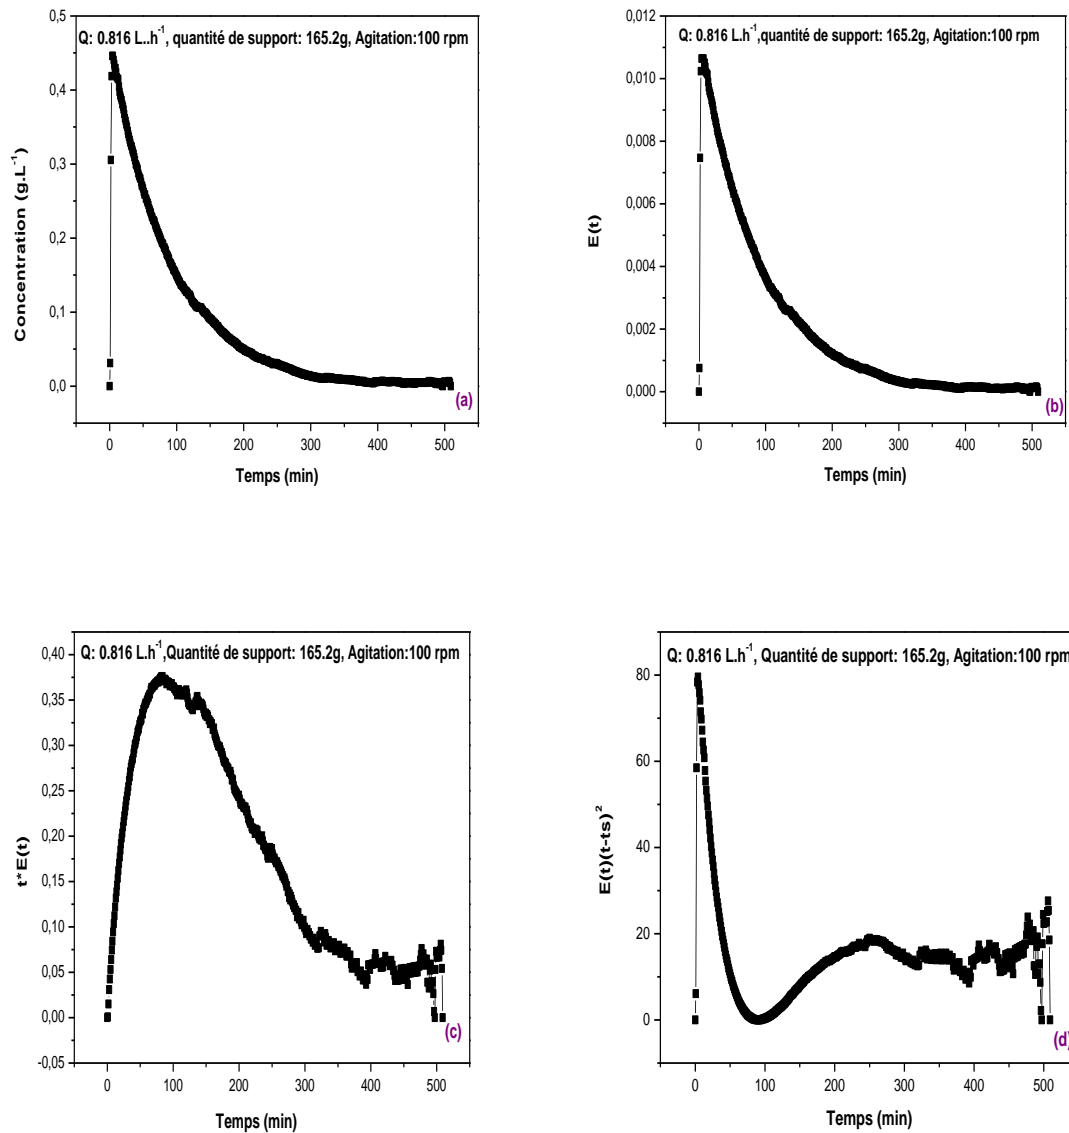 Q: 0.816 L..h⁻¹, quantité de support: 165.2g, Agitation:100 rpm
0,5
0,4
0,3
0,2
0,1
0,0
Concentration (g.L⁻¹)
(a)
0 100 200 300 400 500
Temps (min)
Q: 0.816 L.h⁻¹,quantité de support: 165.2g, Agitation:100 rpm
0,012
0,010
0,008
0,006
0,004
0,002
0,000
E(t)
(b)
0 100 200 300 400 500
Temps (min)
Q: 0.816 L.h⁻¹,Quantité de support: 165.2g, Agitation:100 rpm
0,40
0,35
0,30
0,25
0,20
0,15
0,10
0,05
0,00
-0,05
t*E(t)
(c)
0 100 200 300 400 500
Temps (min)
Q: 0.816 L.h⁻¹, Quantité de support: 165.2g, Agitation:100 rpm
80
60
40
20
0
E(t)(t-ts)²
(d)
0 100 200 300 400 500
Temps (min)